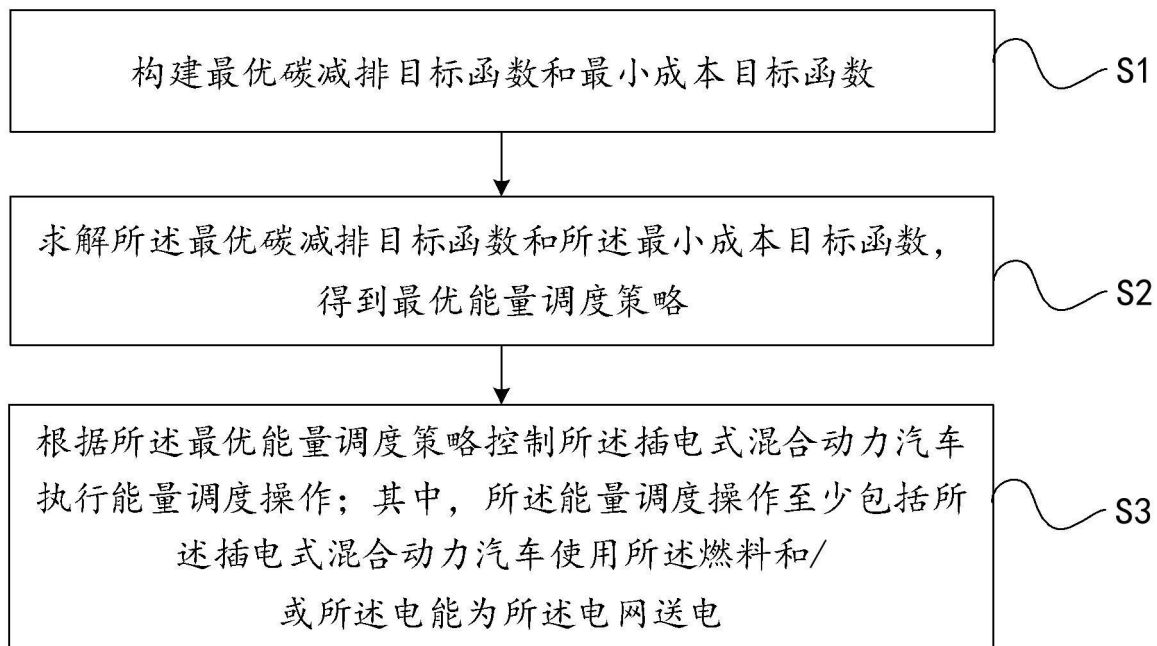 构建最优碳减排目标函数和最小成本目标函数
S1
求解所述最优碳减排目标函数和所述最小成本目标函数，
得到最优能量调度策略
S2
根据所述最优能量调度策略控制所述插电式混合动力汽车
执行能量调度操作；其中，所述能量调度操作至少包括所
述插电式混合动力汽车使用所述燃料和/
或所述电能为所述电网送电
S3